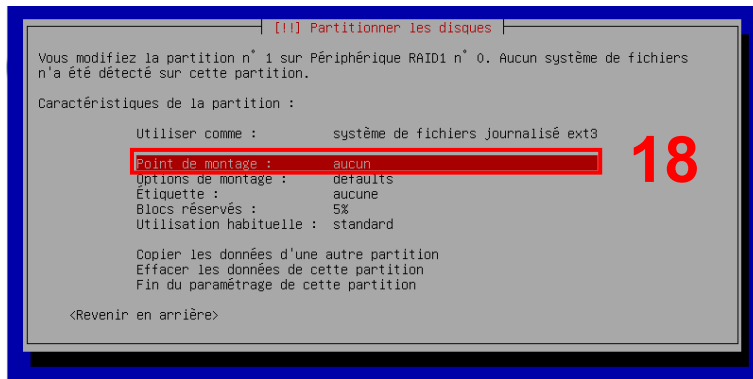 [!!] Partitionner les disques
Vous modifiez la partition n° 1 sur Périphérique RAID1 n° 0. Aucun système de fichiers
n'a été détecté sur cette partition.
Caractéristiques de la partition :
Utiliser comme : système de fichiers journalisé ext3
Point de montage : aucun
18
Options de montage : defaults
Étiquette : aucune
Blocs réservés : 5%
Utilisation habituelle : standard
Copier les données d'une autre partition
Effacer les données de cette partition
Fin du paramétrage de cette partition
<Revenir en arrière>